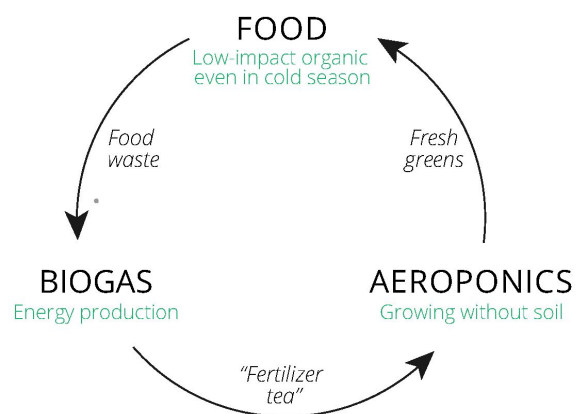 FOOD
Low-impact organic
even in cold season
Food
waste
Fresh
greens
BIOGAS
Energy production
AEROPONICS
Growing without soil
“Fertilizer
tea”